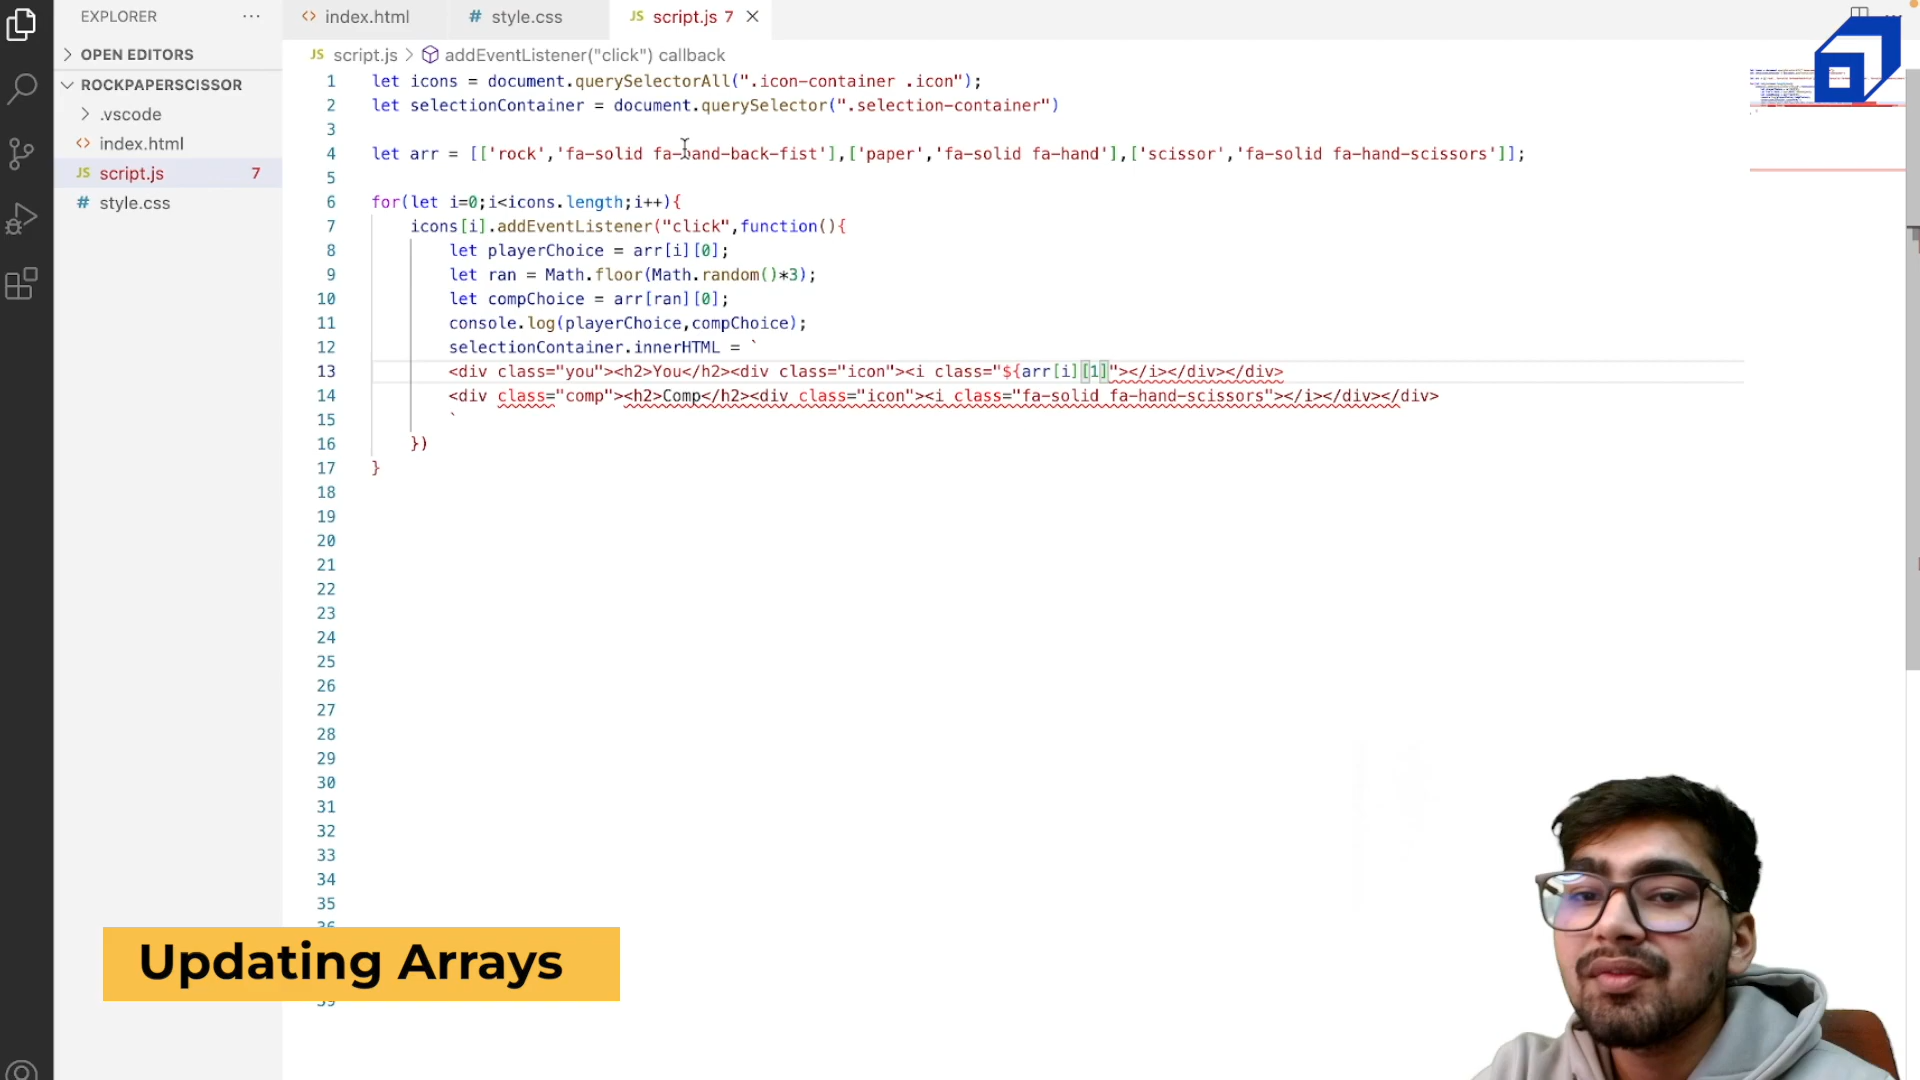 EXPLORER ···
OPEN EDITORS
ROCKPAPERSCISSOR
.vscode
<> index.html
JS script.js 7
# style.css
<> index.html
# style.css
JS script.js 7
JS script.js > addEventListener("click") callback
1 let icons = document.querySelectorAll(".icon-container .icon");
2 let selectionContainer = document.querySelector(".selection-container")
3
4 let arr = [['rock','fa-solid fa-hand-back-fist'],['paper','fa-solid fa-hand'],['scissor','fa-solid fa-hand-scissors']];
5
6 for(let i=0;i<icons.length;i++){
7 icons[i].addEventListener("click",function(){
8 let playerChoice = arr[i][0];
9 let ran = Math.floor(Math.random()*3);
10 let compChoice = arr[ran][0];
11 console.log(playerChoice,compChoice);
12 selectionContainer.innerHTML = `
13 <div class="you"><h2>You</h2><div class="icon"><i class="${arr[i][1]"></i></div></div>
14 <div class="comp"><h2>Comp</h2><div class="icon"><i class="fa-solid fa-hand-scissors"></i></div></div>
15 `
16 })
17 }
18
19
20
21
22
23
24
25
26
27
28
29
30
31
32
33
34
35
Updating Arrays